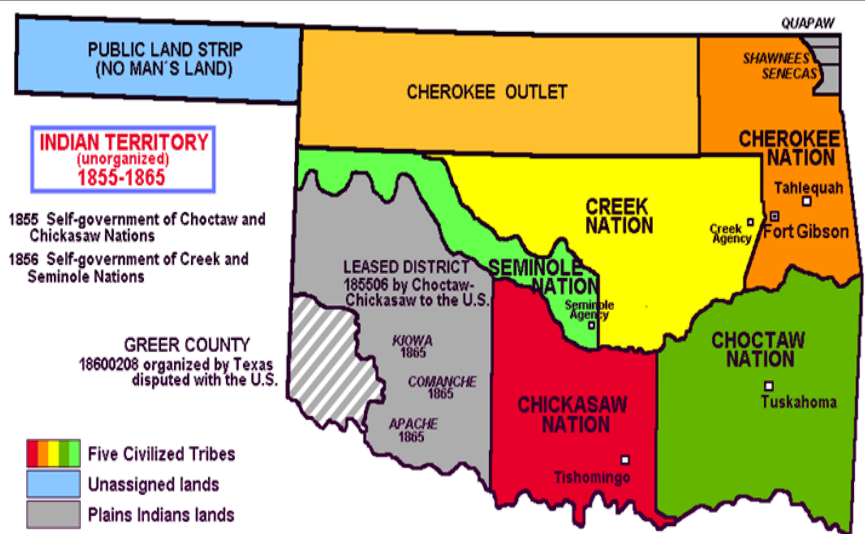 QUAPAW
PUBLIC LAND STRIP
(NO MAN´S LAND)
CHEROKEE OUTLET
SHAWNEES
SENECAS
INDIAN TERRITORY
(unorganized)
1855-1865
CHEROKEE
NATION
Tahlequah
1855 Self-government of Choctaw and
Chickasaw Nations
1856 Self-government of Creek and
Seminole Nations
CREEK
NATION
Creek
Agency
Fort Gibson
LEASED DISTRICT
185506 by Choctaw-
Chickasaw to the U.S.
SEMINOLE
NATION
Seminole
Agency
GREER COUNTY
18600208 organized by Texas
disputed with the U.S.
KIOWA
1865
COMANCHE
1865
APACHE
1865
CHOCTAW
NATION
Tuskahoma
CHICKASAW
NATION
Tishomingo
Five Civilized Tribes
Unassigned lands
Plains Indians lands